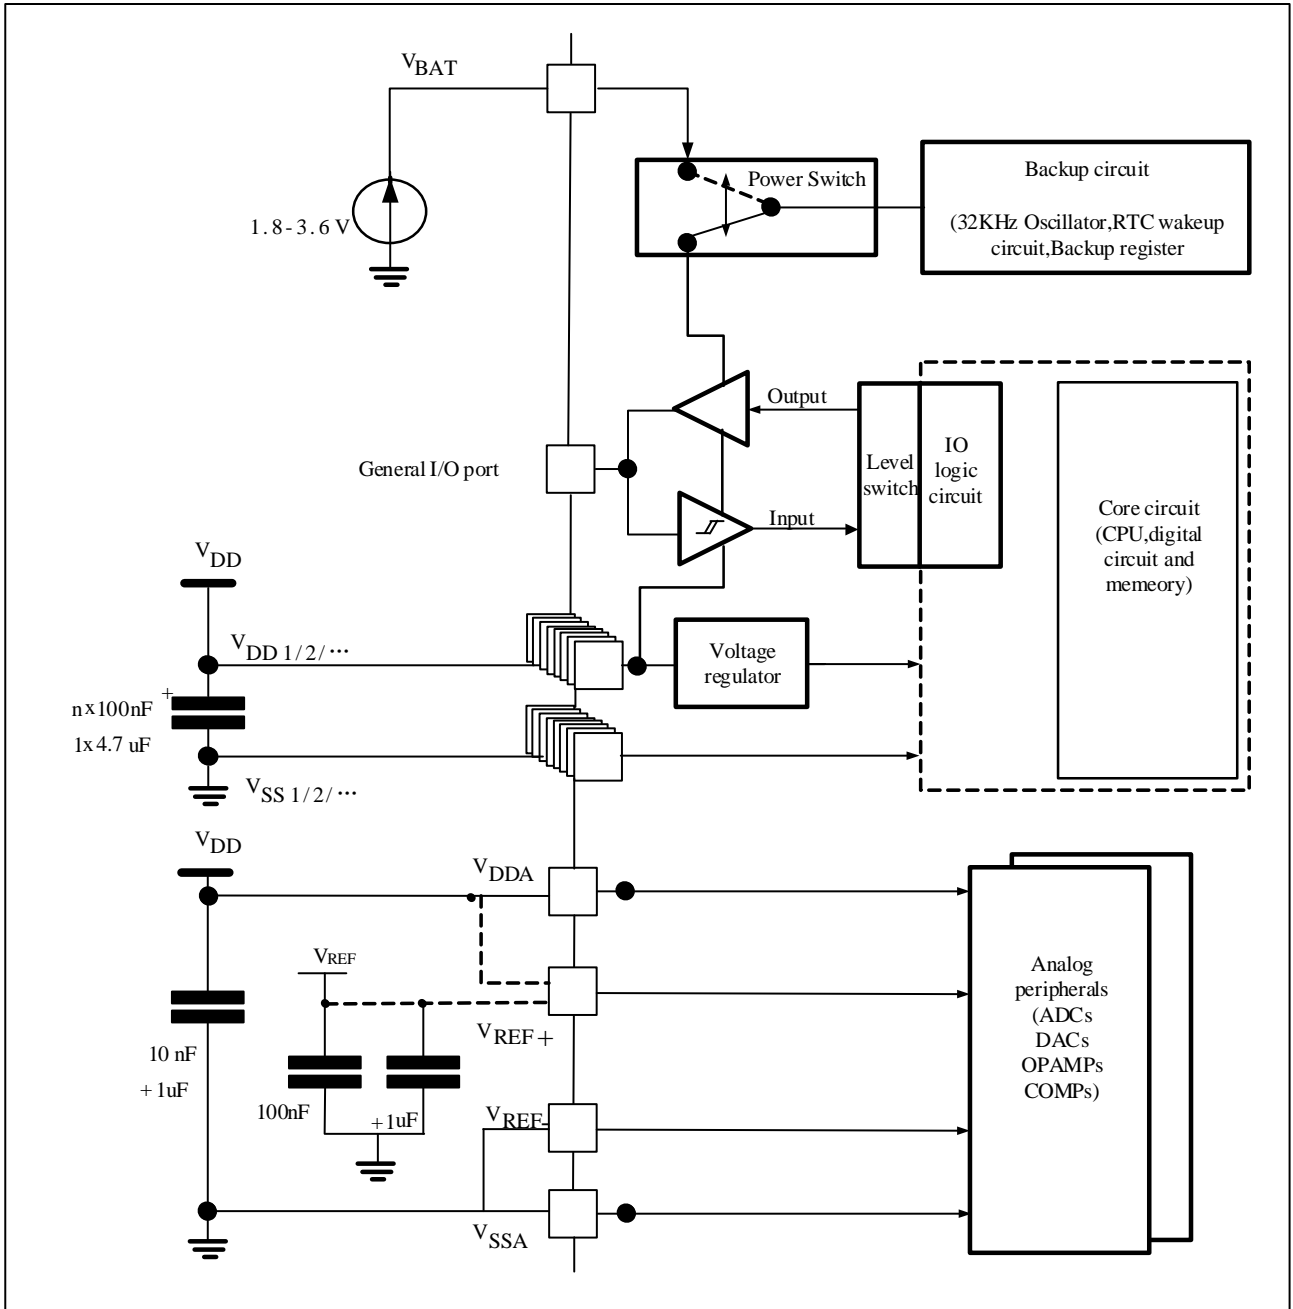 VBAT
Power Switch
1.8-3.6 V
Backup circuit
(32KHz Oscillator,RTC wakeup
circuit,Backup register
Output
General I/O port
Level
switch
IO
logic
circuit
Input
Core circuit
(CPU,digital
circuit and
memeory)
VDD
VDD 1/2/···
Voltage
regulator
+
n x 100nF
1x 4.7 uF
VSS 1/2/···
VDD
VDDA
VREF
VREF+
10 nF
+1uF
100nF
+1uF
VREF-
VSSA
Analog
peripherals
(ADCs
DACs
OPAMPs
COMPs)